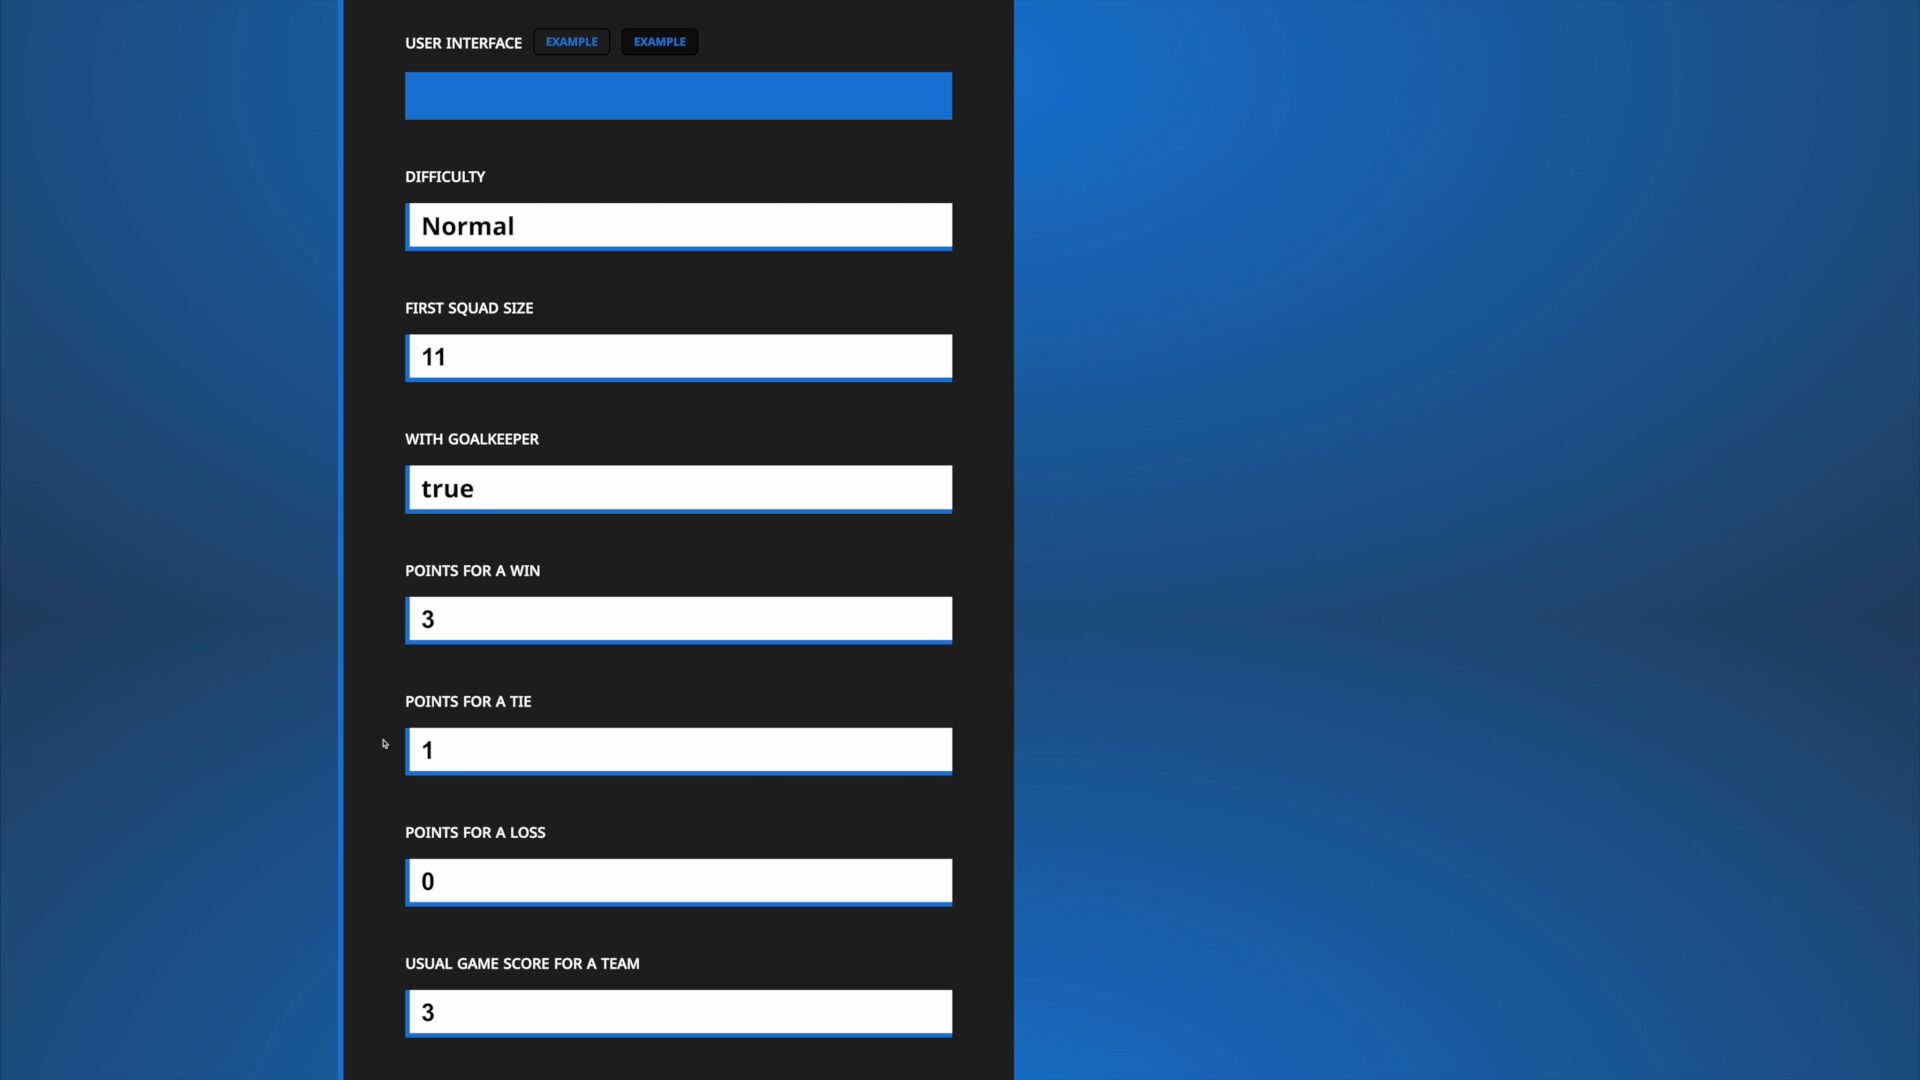 USER INTERFACE EXAMPLE EXAMPLE
DIFFICULTY
Normal
FIRST SQUAD SIZE
11
WITH GOALKEEPER
true
POINTS FOR A WIN
3
POINTS FOR A TIE
1
POINTS FOR A LOSS
0
USUAL GAME SCORE FOR A TEAM
3